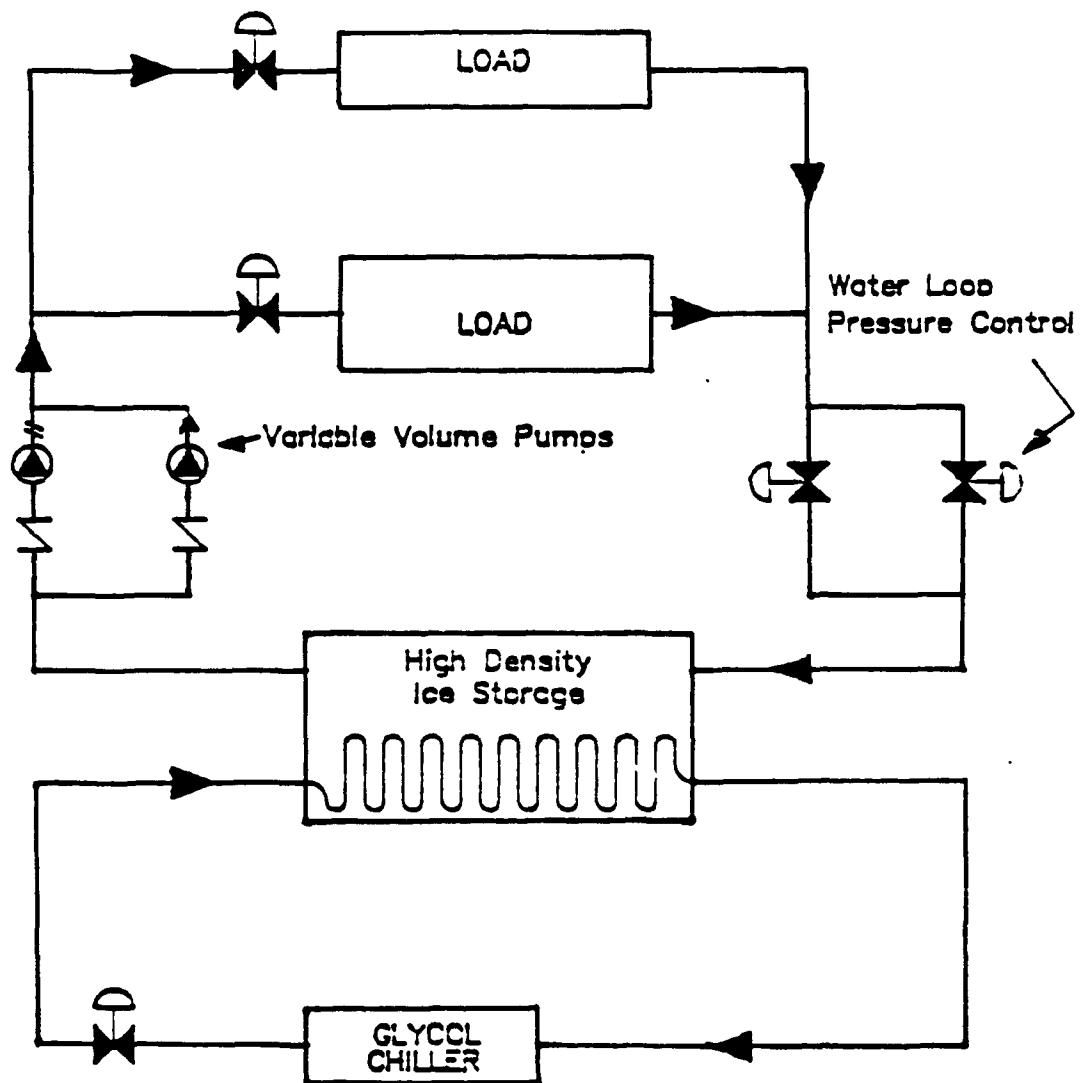 LOAD
LOAD
Water Loop
Pressure Control
Variable Volume Pumps
High Density
Ice Storage
GLYCOL
CHILLER